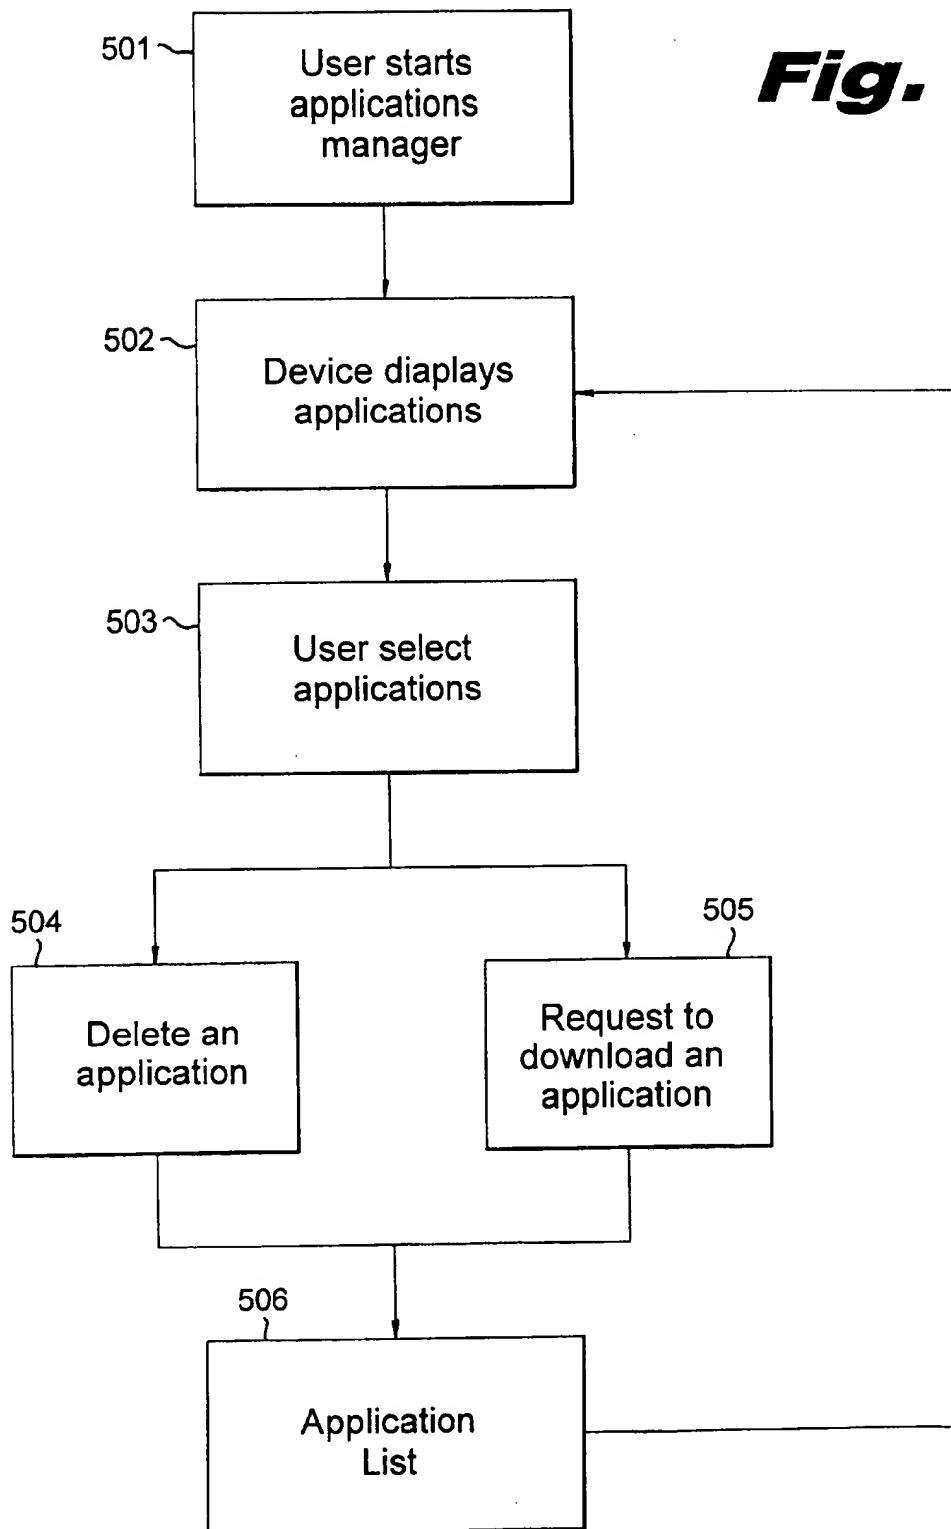 501
User starts
applications
manager
Fig.
502
Device diaplays
applications
503
User select
applications
504
Delete an
application
505
Request to
download an
application
506
Application
List